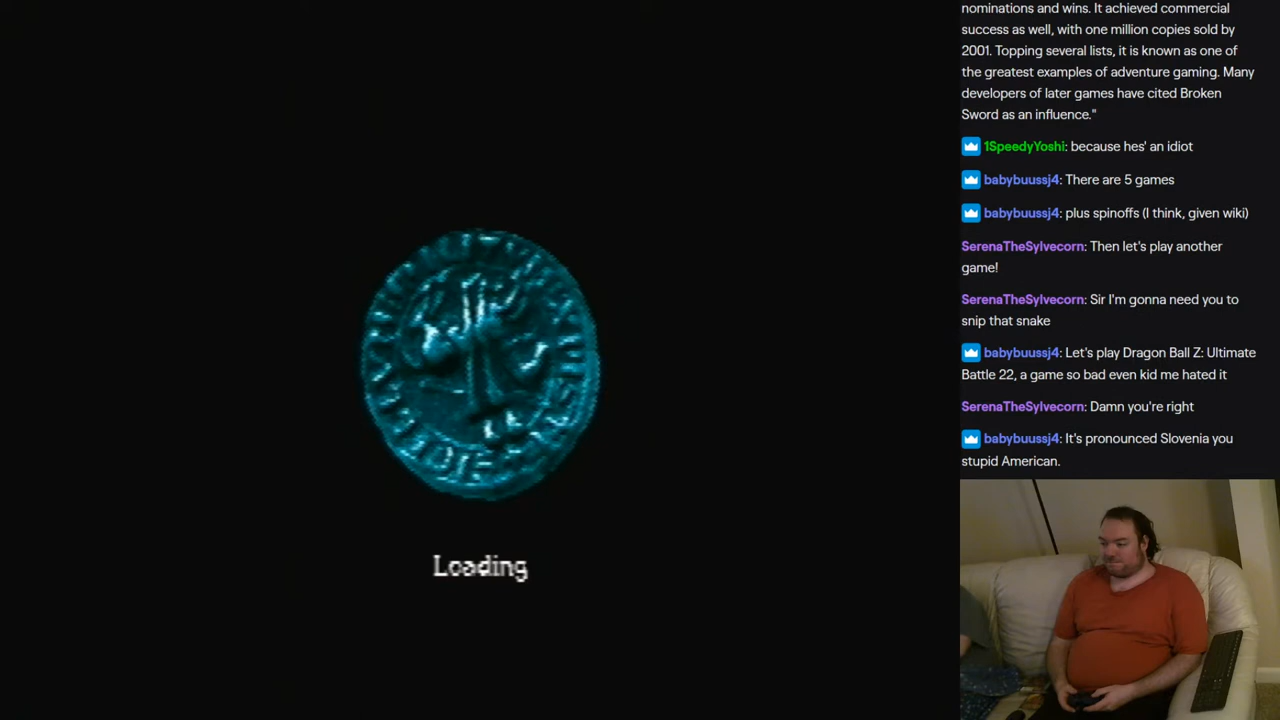 nominations and wins. It achieved commercial
success as well, with one million copies sold by
2001. Topping several lists, it is known as one of
the greatest examples of adventure gaming. Many
developers of later games have cited Broken
Sword as an influence."
1SpeedyYoshi: because hes' an idiot
babybuussj4: There are 5 games
babybuussj4: plus spinoffs (I think, given wiki)
SerenaTheSylvecorn: Then let's play another
game!
SerenaTheSylvecorn: Sir I'm gonna need you to
snip that snake
babybuussj4: Let's play Dragon Ball Z: Ultimate
Battle 22, a game so bad even kid me hated it
SerenaTheSylvecorn: Damn you're right
babybuussj4: It's pronounced Slovenia you
stupid American.
Loading